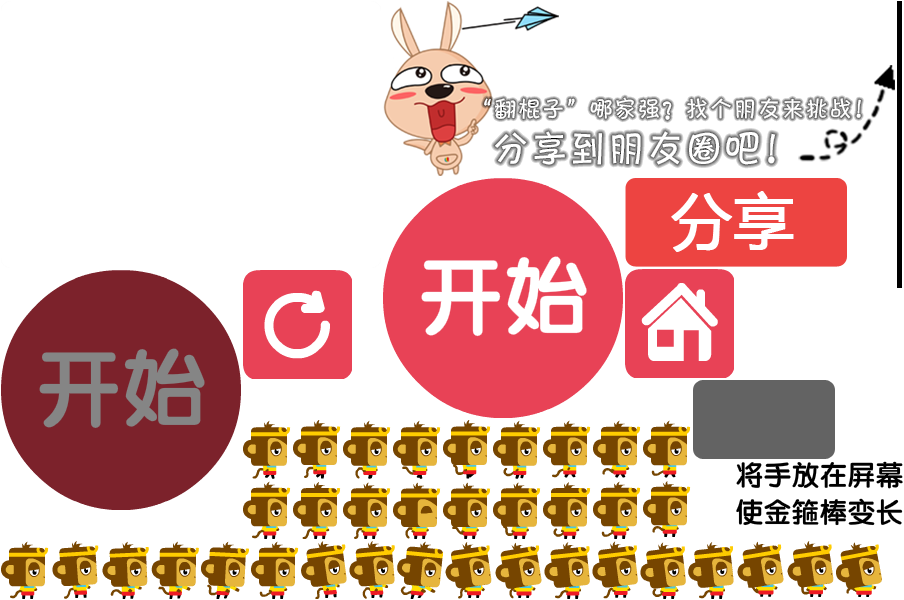 “翻棍子”哪家强？找个朋友来挑战！
分享到朋友圈吧！
分享
开始
开始
将手放在屏幕
使金箍棒变长